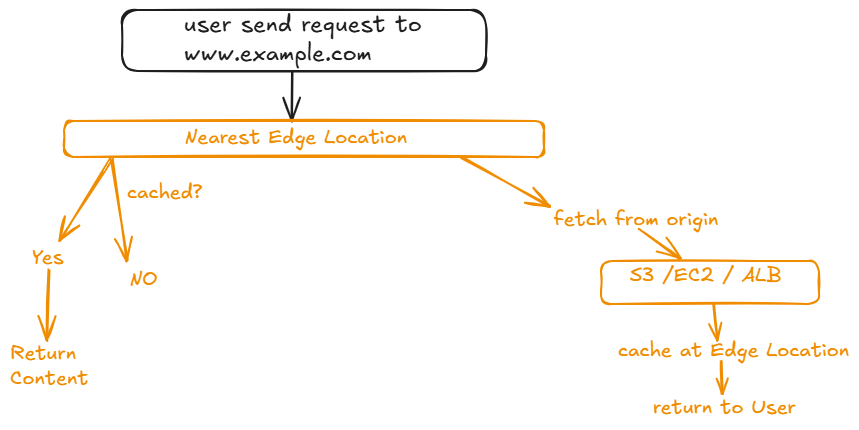 user send request to
www.example.com
Nearest Edge Location
cached?
fetch from origin
Yes
NO
S3 /EC2 / ALB
Return
Content
cache at Edge Location
return to User